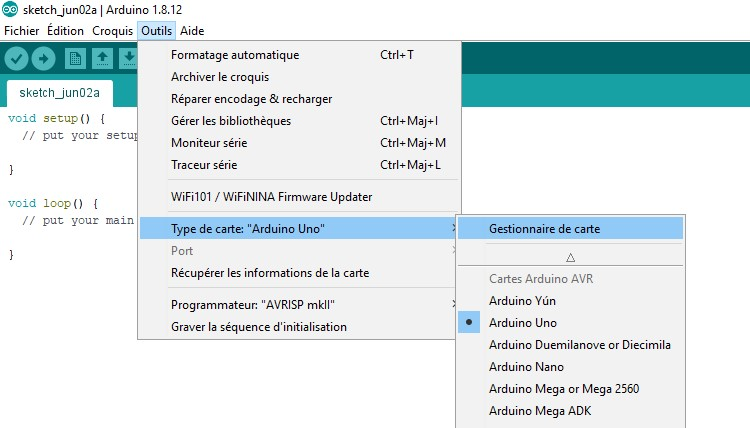 sketch_jun02a | Arduino 1.8.12
Fichier Édition Croquis Outils Aide
sketch_jun02a
void setup() {
// put your setup
}
void loop() {
// put your main
}
Formatage automatique Ctrl+T
Archiver le croquis
Réparer encodage & recharger
Gérer les bibliothèques Ctrl+Maj+I
Moniteur série Ctrl+Maj+M
Traceur série Ctrl+Maj+L
WiFi101 / WiFiNINA Firmware Updater
Type de carte: "Arduino Uno"
Port
Récupérer les informations de la carte
Programmateur: "AVRISP mkII"
Graver la séquence d'initialisation
Gestionnaire de carte
Cartes Arduino AVR
Arduino Yún
Arduino Uno
Arduino Duemilanove or Diecimila
Arduino Nano
Arduino Mega or Mega 2560
Arduino Mega ADK